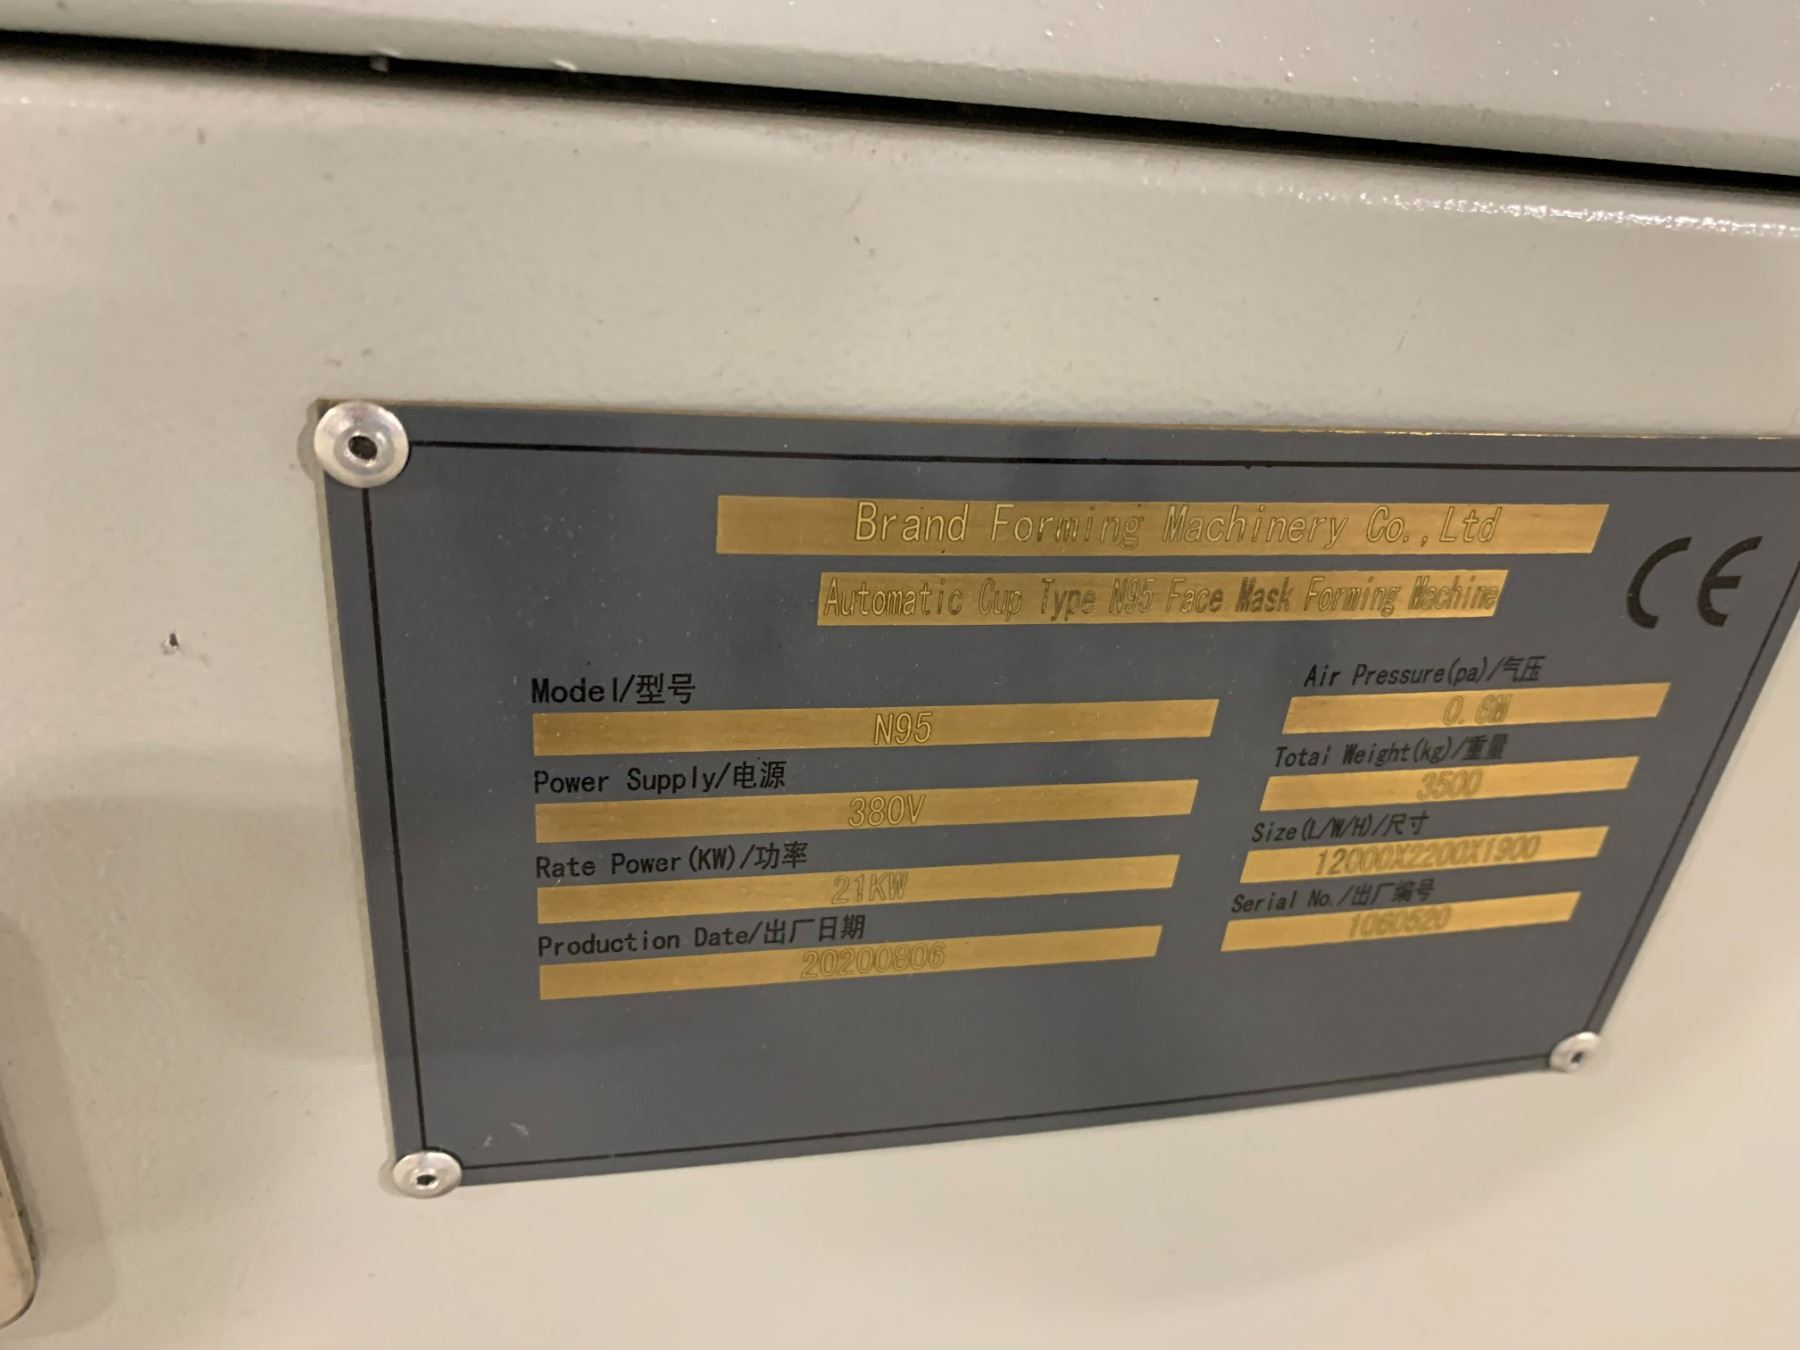 Brand Forming Machinery Co.,Ltd
Automatic Cup Type N95 Face Mask Forming Machine
CE
Model/型号
N95
Power Supply/电源
380V
Rate Power(KW)/功率
21KW
Production Date/出厂日期
20200806
Air Pressure(pa)/气压
0.6M
Total Weight(kg)/重量
3500
Size(L/W/H)/尺寸
12000X2200X1900
Serial No./出厂编号
1060520